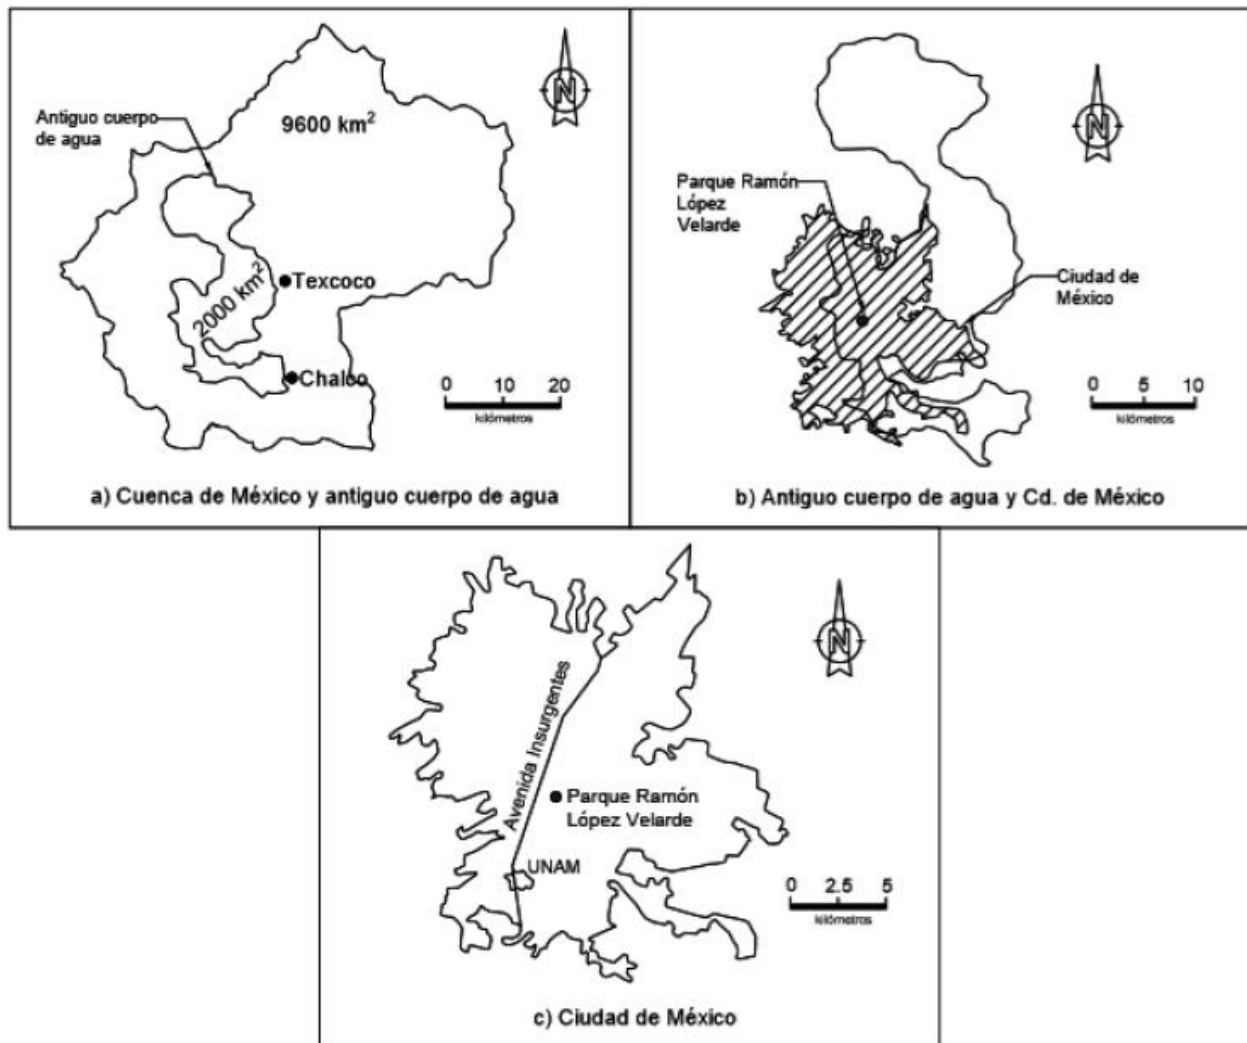 9600 km²
N
Antiguo cuerpo
de agua
2000 km²
Texcoco
Chalco
0 10 20
kilómetros
a) Cuenca de México y antiguo cuerpo de agua
N
Parque Ramón
López
Velarde
Ciudad de
México
0 5 10
kilómetros
b) Antiguo cuerpo de agua y Cd. de México
N
Avenida Insurgentes
Parque Ramón
López Velarde
UNAM
0 2.5 5
kilómetros
c) Ciudad de México